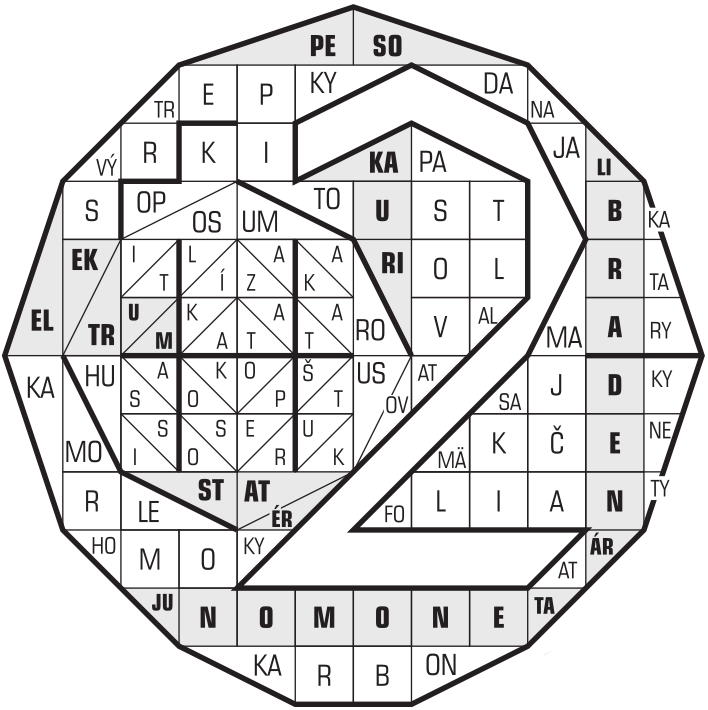 PE SO
TR E P KY DA NA
VÝ R K I KA PA JA LI
S OP OS UM TO U S T B KA
EK I T L Í A Z A K RI O L R TA
EL TR U M K A A T A T RO V AL MA A RY
KA HU A S K O O P Š T US OV AT SA J D KY
MO S I S O E R U K MÄ K Č E NE
R LE ST AT ÉR FO L I A N TY
HO M O KY AT ÁR
JU N O M O N E TA
KA R B ON